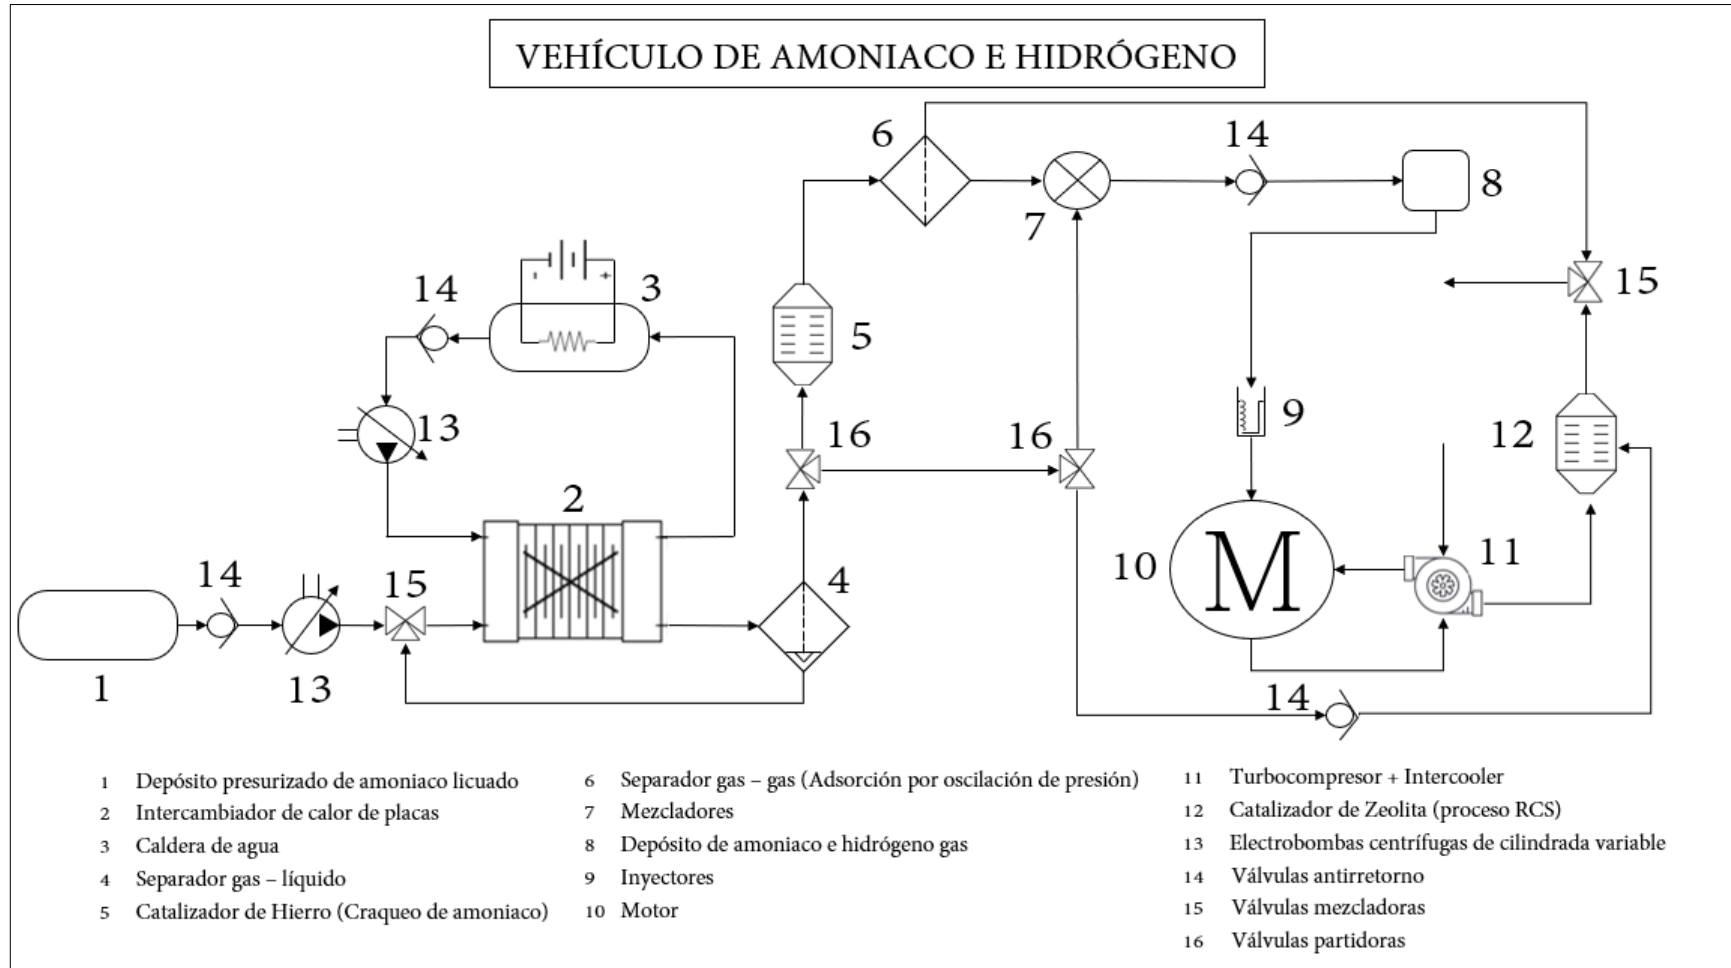 VEHÍCULO DE AMONIACO E HIDRÓGENO
6
14
7
8
14
3
- +
15
5
13
16
16
9
12
2
14
15
4
10
M
11
13
1
14
1 Depósito presurizado de amoniaco licuado
2 Intercambiador de calor de placas
3 Caldera de agua
4 Separador gas – líquido
5 Catalizador de Hierro (Craqueo de amoniaco)
6 Separador gas – gas (Adsorción por oscilación de presión)
7 Mezcladores
8 Depósito de amoniaco e hidrógeno gas
9 Inyectores
10 Motor
11 Turbocompresor + Intercooler
12 Catalizador de Zeolita (proceso RCS)
13 Electrobombas centrífugas de cilindrada variable
14 Válvulas antirretorno
15 Válvulas mezcladoras
16 Válvulas partidoras